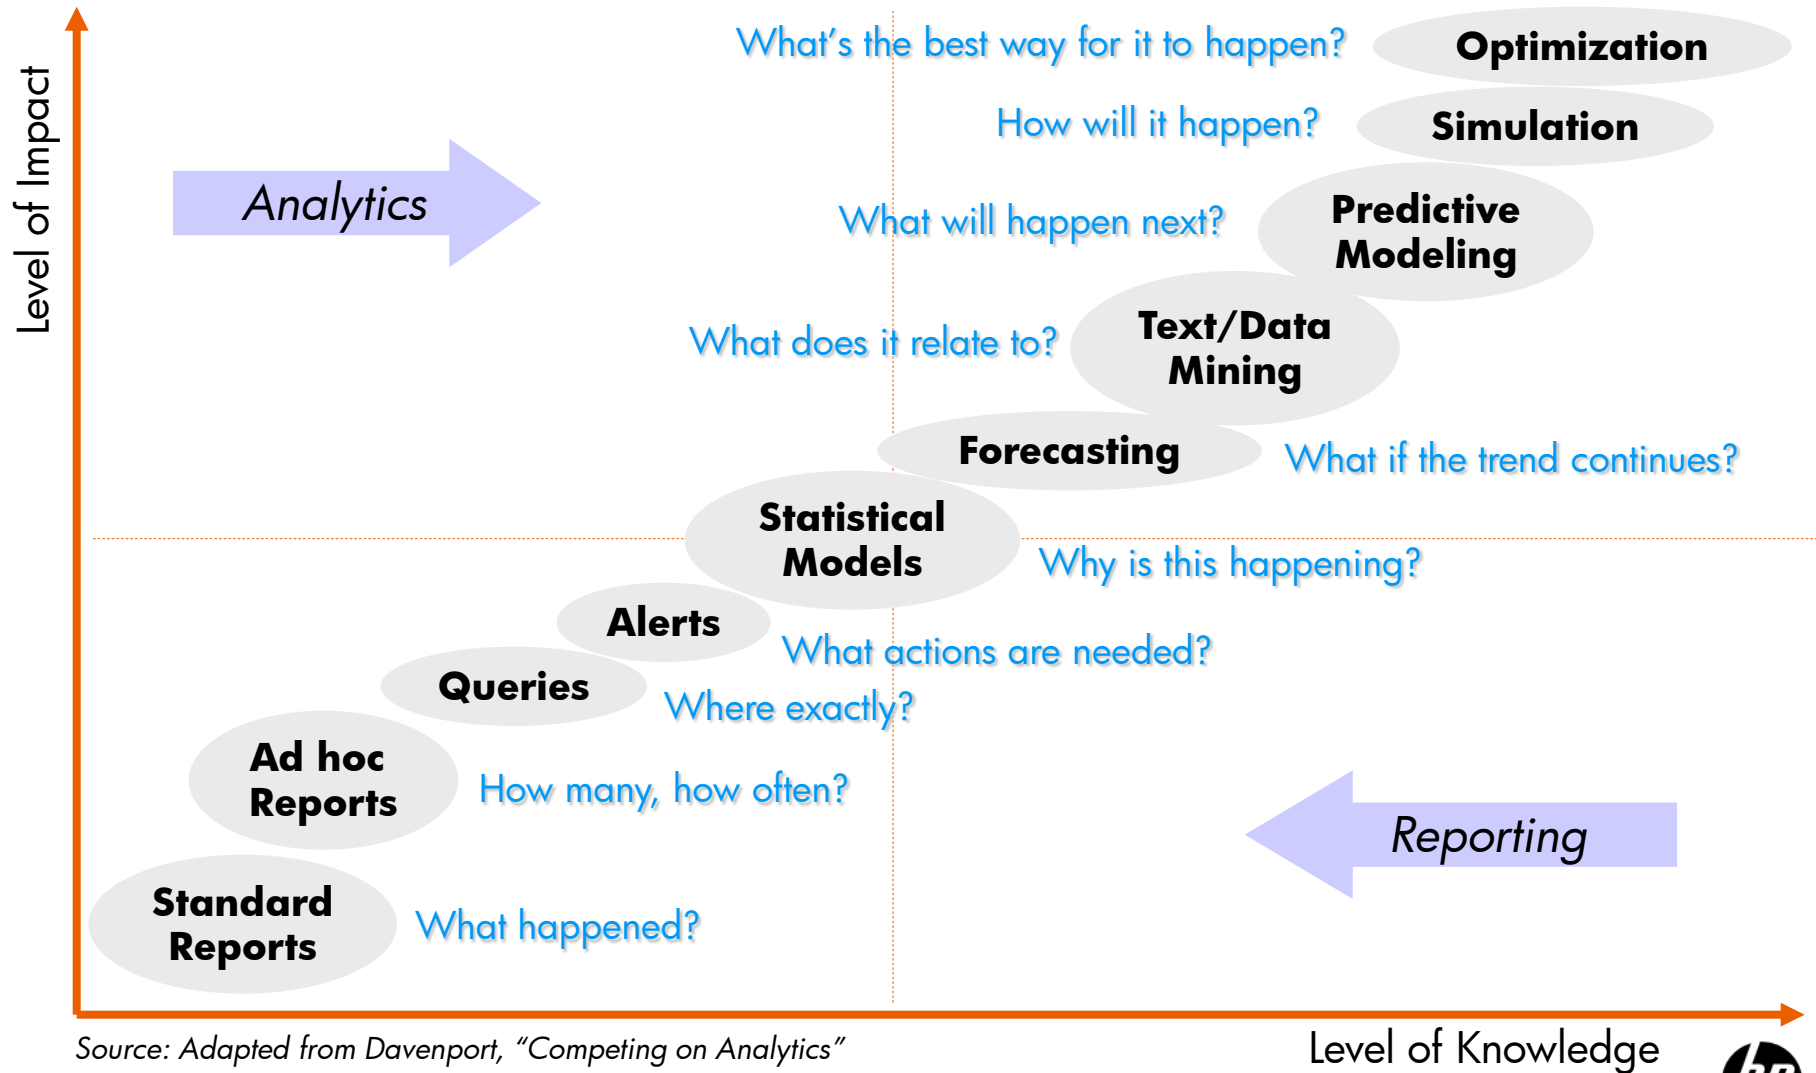 What's the best way for it to happen?
Optimization
How will it happen?
Simulation
Level of Impact
Analytics
What will happen next?
Predictive
Modeling
What does it relate to?
Text/Data
Mining
Forecasting
What if the trend continues?
Statistical
Models
Why is this happening?
Alerts
What actions are needed?
Queries
Where exactly?
Ad hoc
Reports
How many, how often?
Reporting
Standard
Reports
What happened?
Source: Adapted from Davenport, “Competing on Analytics”
Level of Knowledge
hp